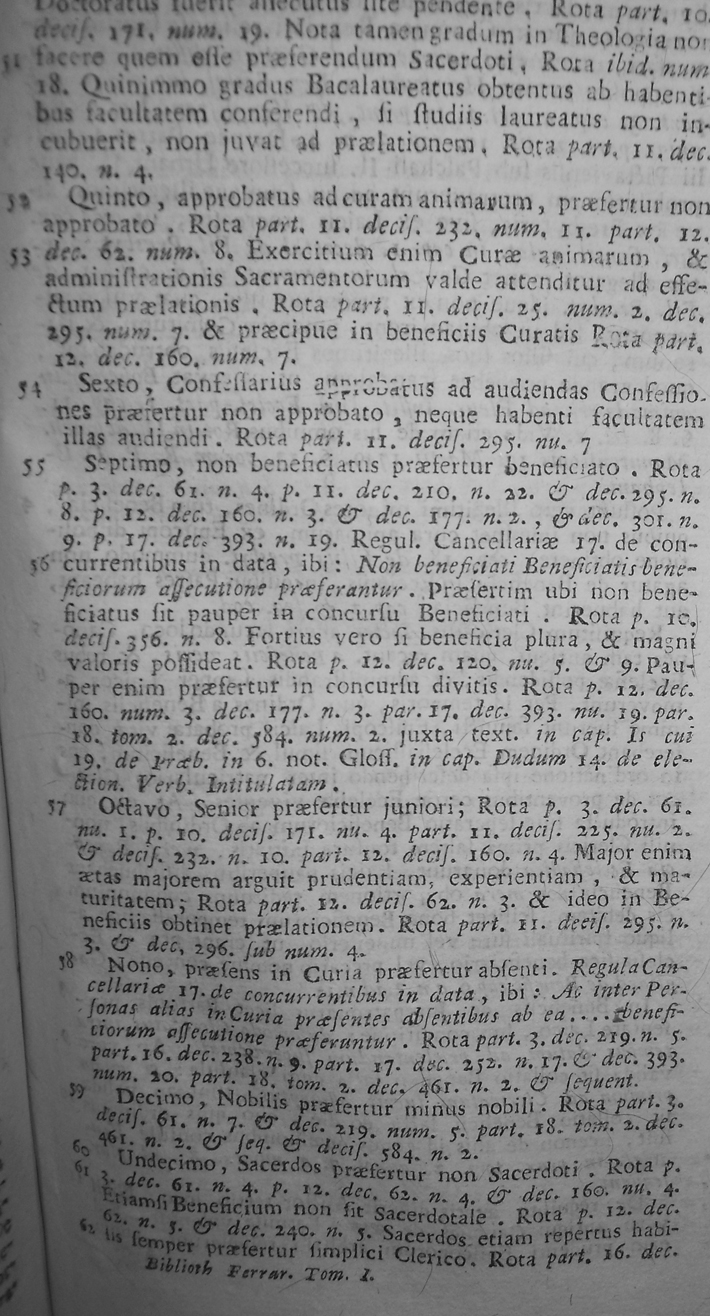 Doctoratus fuerit assecutus lite pendente. Rota part. 10.
decis. 171. num. 19. Nota tamen gradum in Theologia non
51 facere quem esse præferendum Sacerdoti, Rota ibid. num
18. Quinimmo gradus Bacalaureatus obtentus ab habenti-
bus facultatem conferendi, si studiis laureatus non in-
cubuerit, non juvat ad prælationem. Rota part. 11. dec.
140. n. 4.
52 Quinto, approbatus ad curam animarum, præfertur non
approbato. Rota part. 11. decis. 232. num. 11. part. 12.
53 dec. 62. num. 8. Exercitium enim Curæ animarum, &
administrationis Sacramentorum valde attenditur ad effe-
ctum prælationis. Rota part. 11. decis. 25. num. 2. dec.
295. num. 7. & præcipue in beneficiis Curatis Rota part.
12. dec. 160. num. 7.
54 Sexto, Confessarius approbatus ad audiendas Confessio-
nes præfertur non approbato, neque habenti facultatem
illas audiendi. Rota part. 11. decis. 295. nu. 7
55 Septimo, non beneficiatus præfertur beneficiato. Rota
p. 3. dec. 61. n. 4. p. 11. dec. 210. n. 22. & dec. 295. n.
8. p. 12. dec. 160. n. 3. & dec. 177. n. 2., & dec. 301. n.
9. p. 17. dec. 393. n. 19. Regul. Cancellariæ 17. de con-
56 currentibus in data, ibi: Non beneficiati Beneficiatis bene-
ficiorum assecutione præferantur. Præsertim ubi non bene-
ficiatus sit pauper in concursu Beneficiati. Rota p. 10.
decis. 356. n. 8. Fortius vero si beneficia plura, & magni
valoris possideat. Rota p. 12. dec. 120. nu. 5. & 9. Pau-
per enim præfertur in concursu divitis. Rota p. 12. dec.
160. num. 3. dec. 177. n. 3. par. 17. dec. 393. nu. 19. par.
18. tom. 2. dec. 584. num. 2. juxta text. in cap. Is cui
19. de Præb. in 6. not. Gloss. in cap. Dudum 14. de ele-
ction. Verb. Intitulatam.
57 Octavo, Senior præfertur juniori; Rota p. 3. dec. 61.
nu. 1. p. 10. decis. 171. nu. 4. part. 11. decis. 225. nu. 2.
& decis. 232. n. 10. part. 12. decis. 160. n. 4. Major enim
ætas majorem arguit prudentiam, experientiam, & ma-
turitatem; Rota part. 12. decis. 62. n. 3. & ideo in Be-
neficiis obtinet prælationem. Rota part. 11. decis. 295. n.
3. & dec. 296. sub num. 4.
58 Nono, præsens in Curia præfertur absenti. Regula Can-
cellariæ 17. de concurrentibus in data, ibi: Ac inter Per-
sonas alias in Curia præsentes absentibus ab ea.... benefi-
ciorum assecutione præferuntur. Rota part. 3. dec. 219. n. 5.
part. 16. dec. 238. n. 9. part. 17. dec. 252. n. 17. & dec. 393.
num. 20. part. 18. tom. 2. dec. 461. n. 2. & sequent.
59 Decimo, Nobilis præfertur minus nobili. Rota part. 3.
decis. 61. n. 7. & dec. 219. num. 5. part. 18. tom. 2. dec.
461. n. 2. & seq. & decis. 584. n. 2.
60 Undecimo, Sacerdos præfertur non Sacerdoti. Rota p.
61 3. dec. 61. n. 4. p. 12. dec. 62. n. 4. & dec. 160. nu. 4.
Etiamsi Beneficium non sit Sacerdotale. Rota p. 12. dec.
62. n. 5. & dec. 240. n. 5. Sacerdos etiam repertus habi-
62 lis semper præfertur simplici Clerico. Rota part. 16. dec.
Biblioth Ferrar. Tom. I.